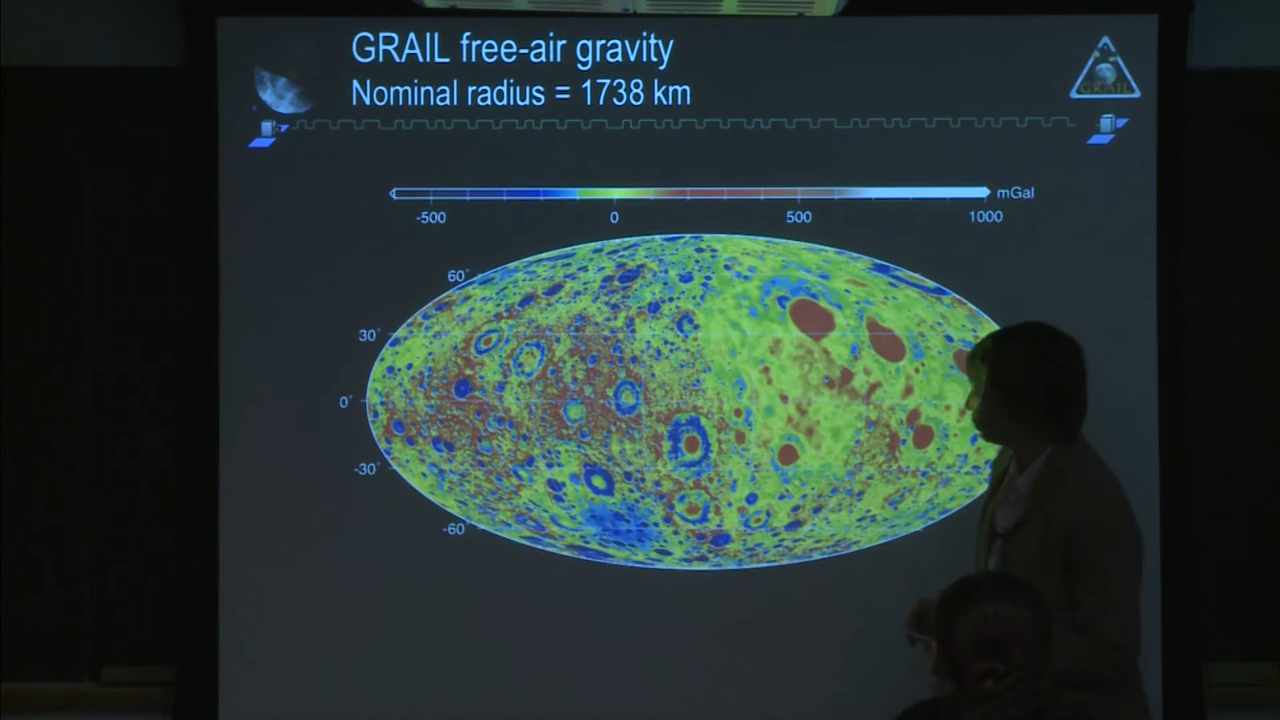 GRAIL free-air gravity
Nominal radius = 1738 km
GRAIL
mGal
-500 0 500 1000
60°
30°
0°
-30°
-60°